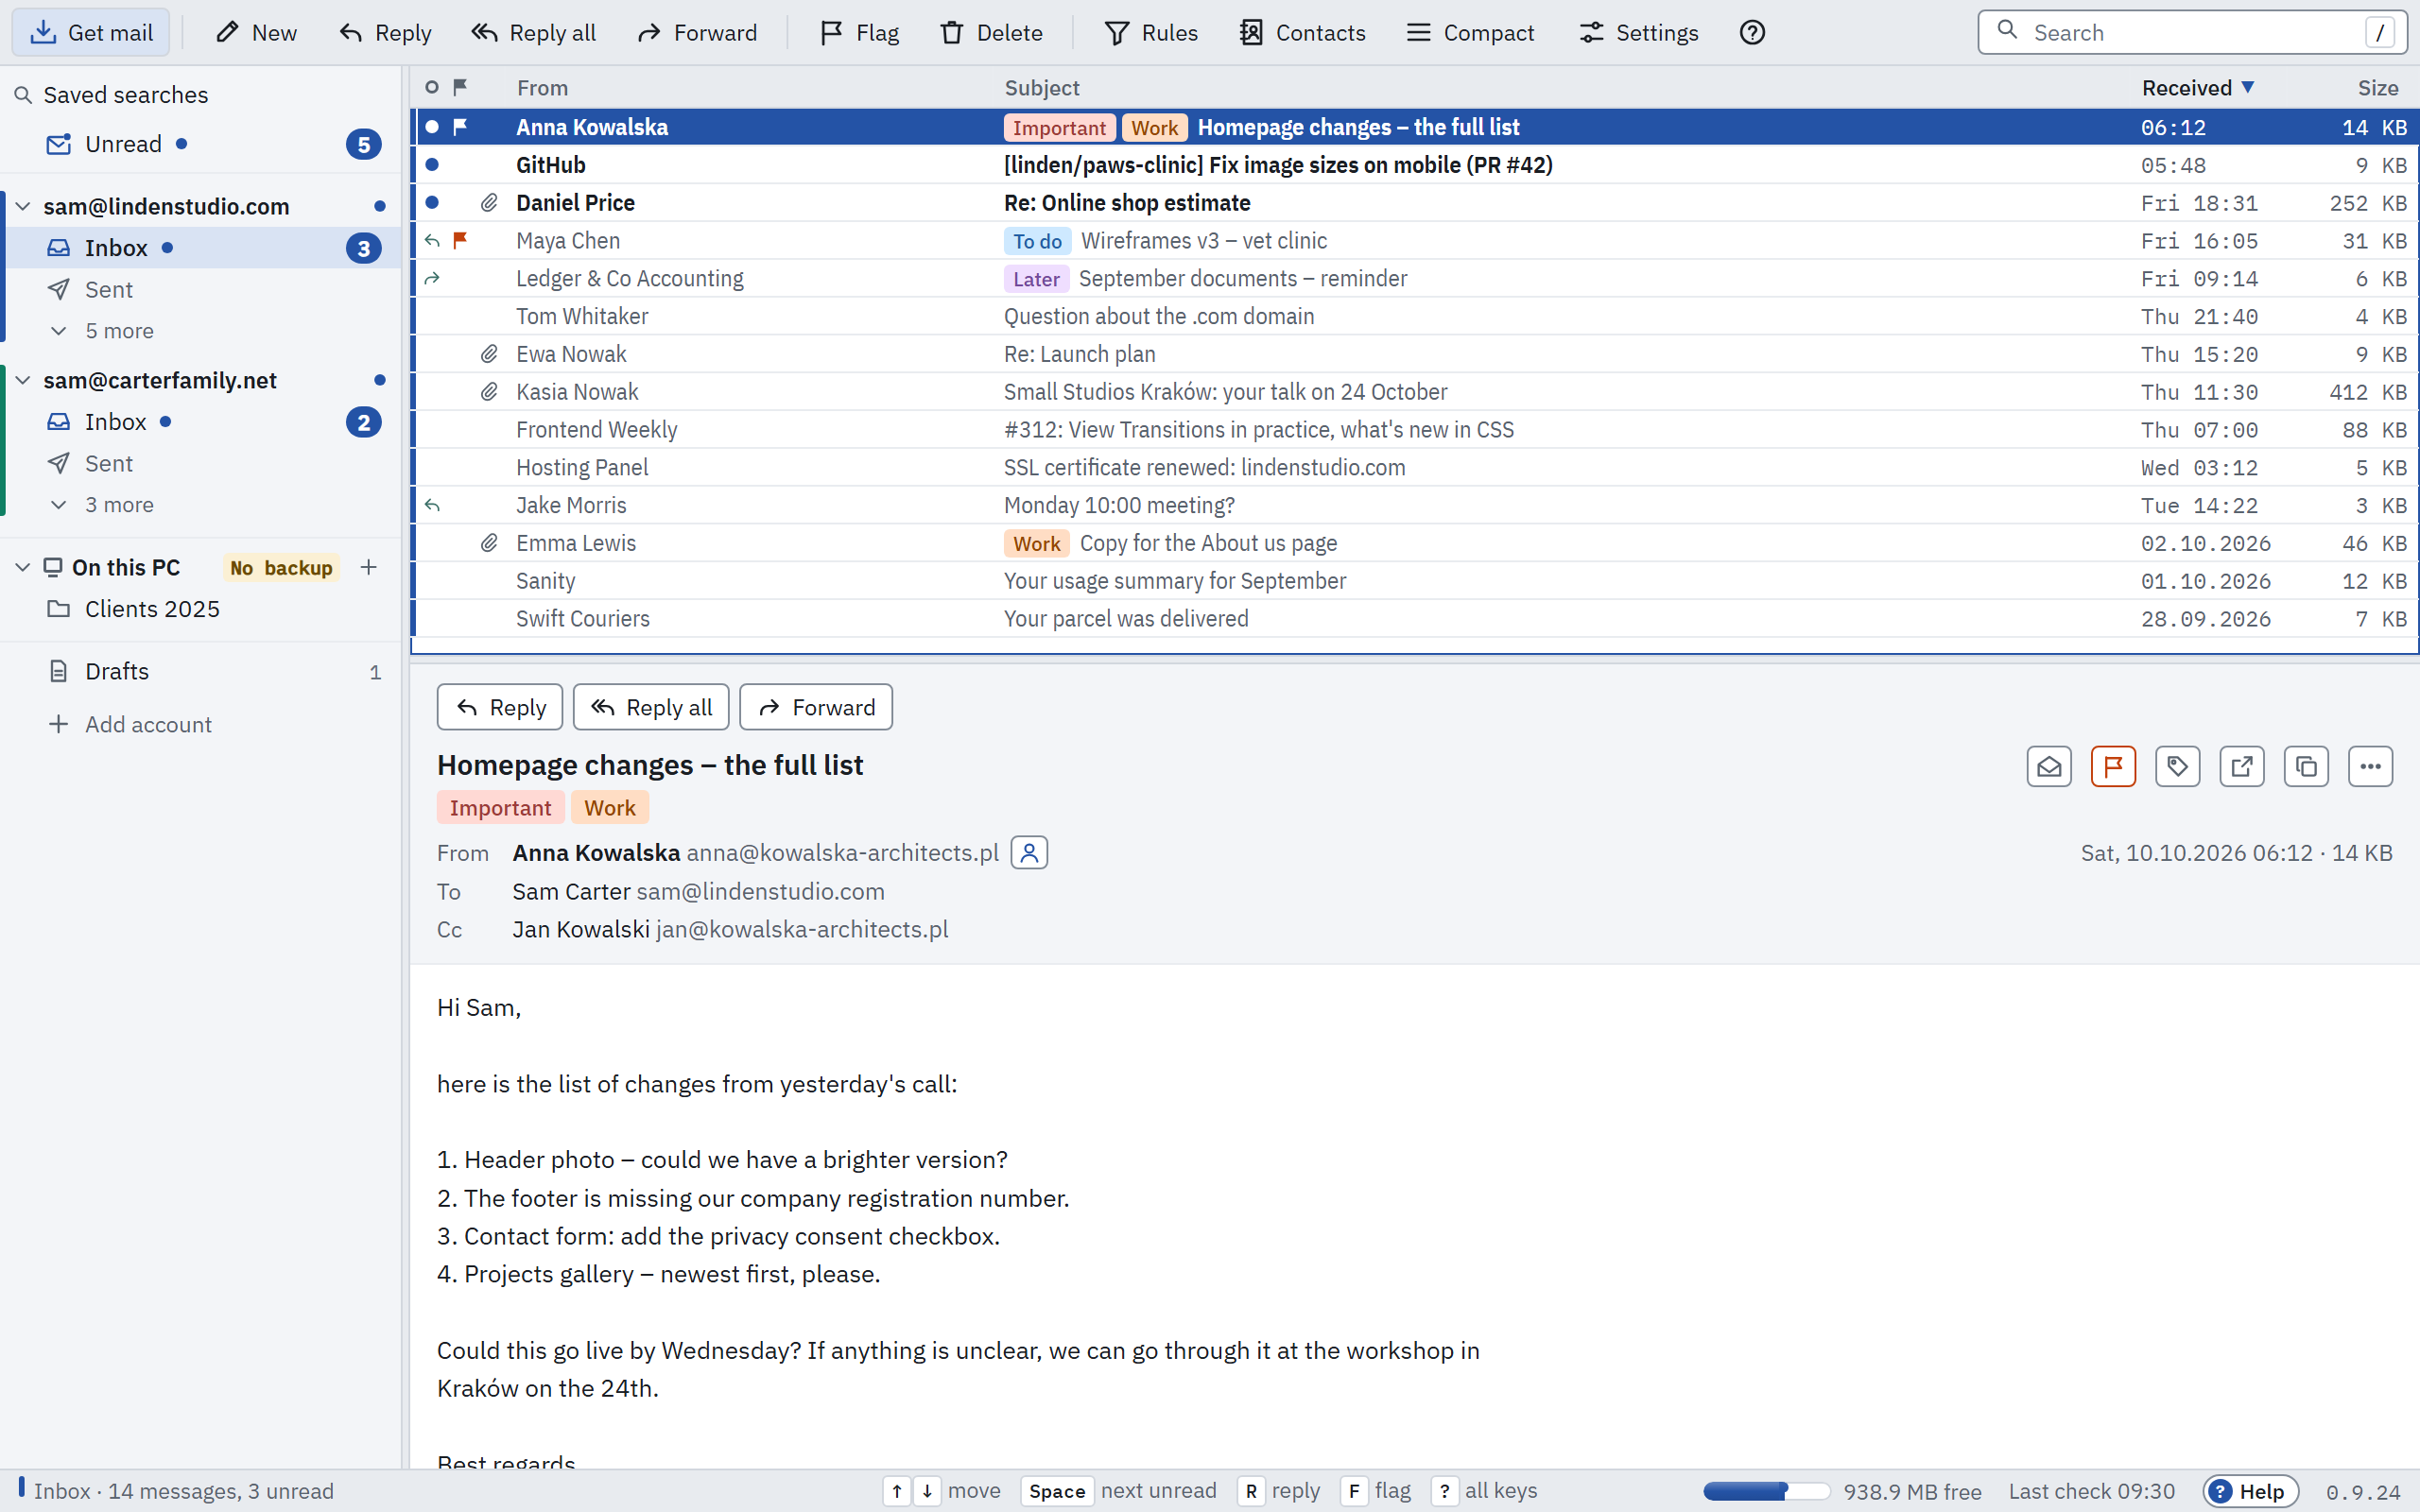 Get mail New Reply Reply all Forward Flag Delete Rules Contacts Compact Settings Search /
Saved searches
Unread 5
sam@lindenstudio.com
Inbox 3
Sent
5 more
sam@carterfamily.net
Inbox 2
Sent
3 more
On this PC No backup
Clients 2025
Drafts 1
Add account
From Subject Received Size
Anna Kowalska Important Work Homepage changes – the full list 06:12 14 KB
GitHub [linden/paws-clinic] Fix image sizes on mobile (PR #42) 05:48 9 KB
Daniel Price Re: Online shop estimate Fri 18:31 252 KB
Maya Chen To do Wireframes v3 – vet clinic Fri 16:05 31 KB
Ledger & Co Accounting Later September documents – reminder Fri 09:14 6 KB
Tom Whitaker Question about the .com domain Thu 21:40 4 KB
Ewa Nowak Re: Launch plan Thu 15:20 9 KB
Kasia Nowak Small Studios Kraków: your talk on 24 October Thu 11:30 412 KB
Frontend Weekly #312: View Transitions in practice, what's new in CSS Thu 07:00 88 KB
Hosting Panel SSL certificate renewed: lindenstudio.com Wed 03:12 5 KB
Jake Morris Monday 10:00 meeting? Tue 14:22 3 KB
Emma Lewis Work Copy for the About us page 02.10.2026 46 KB
Sanity Your usage summary for September 01.10.2026 12 KB
Swift Couriers Your parcel was delivered 28.09.2026 7 KB
Reply Reply all Forward
Homepage changes – the full list
Important Work
From Anna Kowalska anna@kowalska-architects.pl Sat, 10.10.2026 06:12 · 14 KB
To Sam Carter sam@lindenstudio.com
Cc Jan Kowalski jan@kowalska-architects.pl
Hi Sam,
here is the list of changes from yesterday's call:
1. Header photo – could we have a brighter version?
2. The footer is missing our company registration number.
3. Contact form: add the privacy consent checkbox.
4. Projects gallery – newest first, please.
Could this go live by Wednesday? If anything is unclear, we can go through it at the workshop in
Kraków on the 24th.
Best regards
Inbox · 14 messages, 3 unread ↑ ↓ move Space next unread R reply F flag ? all keys 938.9 MB free Last check 09:30 ? Help 0.9.24